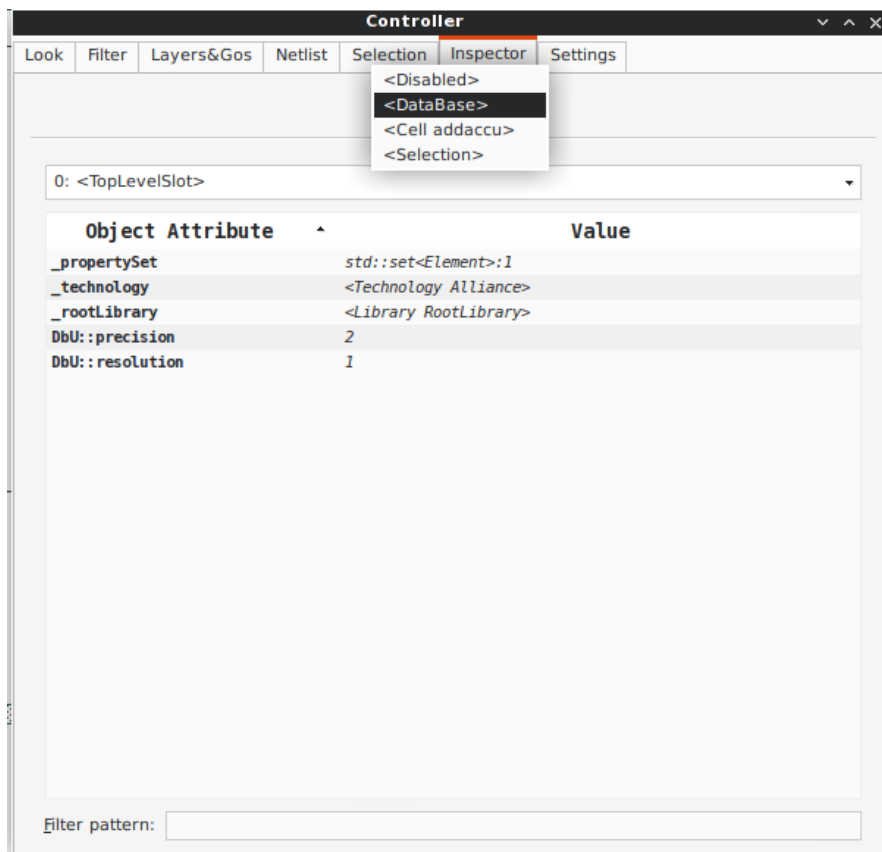 Controller
Look Filter Layers&Gos Netlist Selection Inspector Settings
<Disabled>
<DataBase>
<Cell addaccu>
<Selection>
0: <TopLevelSlot>
Object Attribute Value
_propertySet std::set<Element>:1
_technology <Technology Alliance>
_rootLibrary <Library RootLibrary>
DbU::precision 2
DbU::resolution 1
Filter pattern: